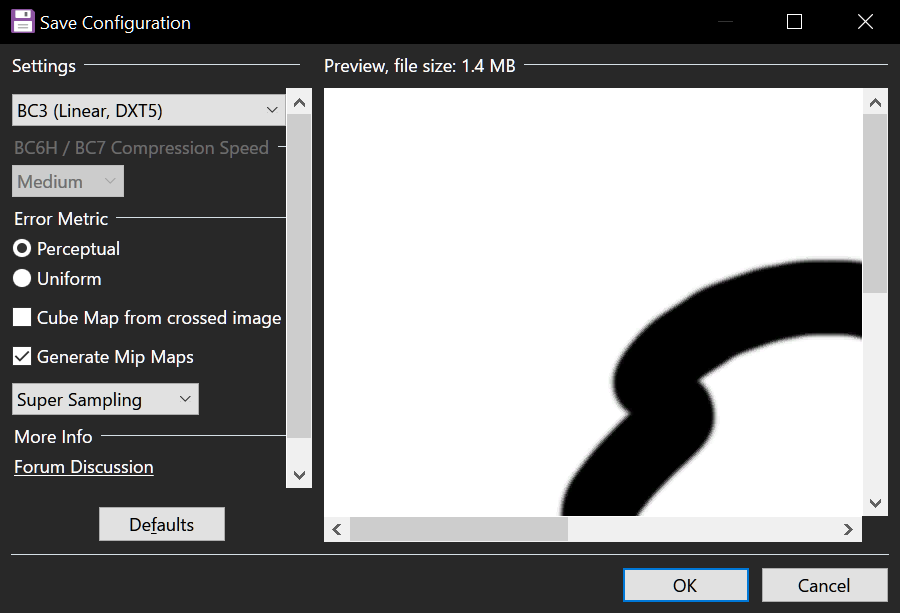 Save Configuration
Settings
Preview, file size: 1.4 MB
BC3 (Linear, DXT5)
BC6H / BC7 Compression Speed
Medium
Error Metric
Perceptual
Uniform
Cube Map from crossed image
Generate Mip Maps
Super Sampling
More Info
Forum Discussion
Defaults
OK
Cancel